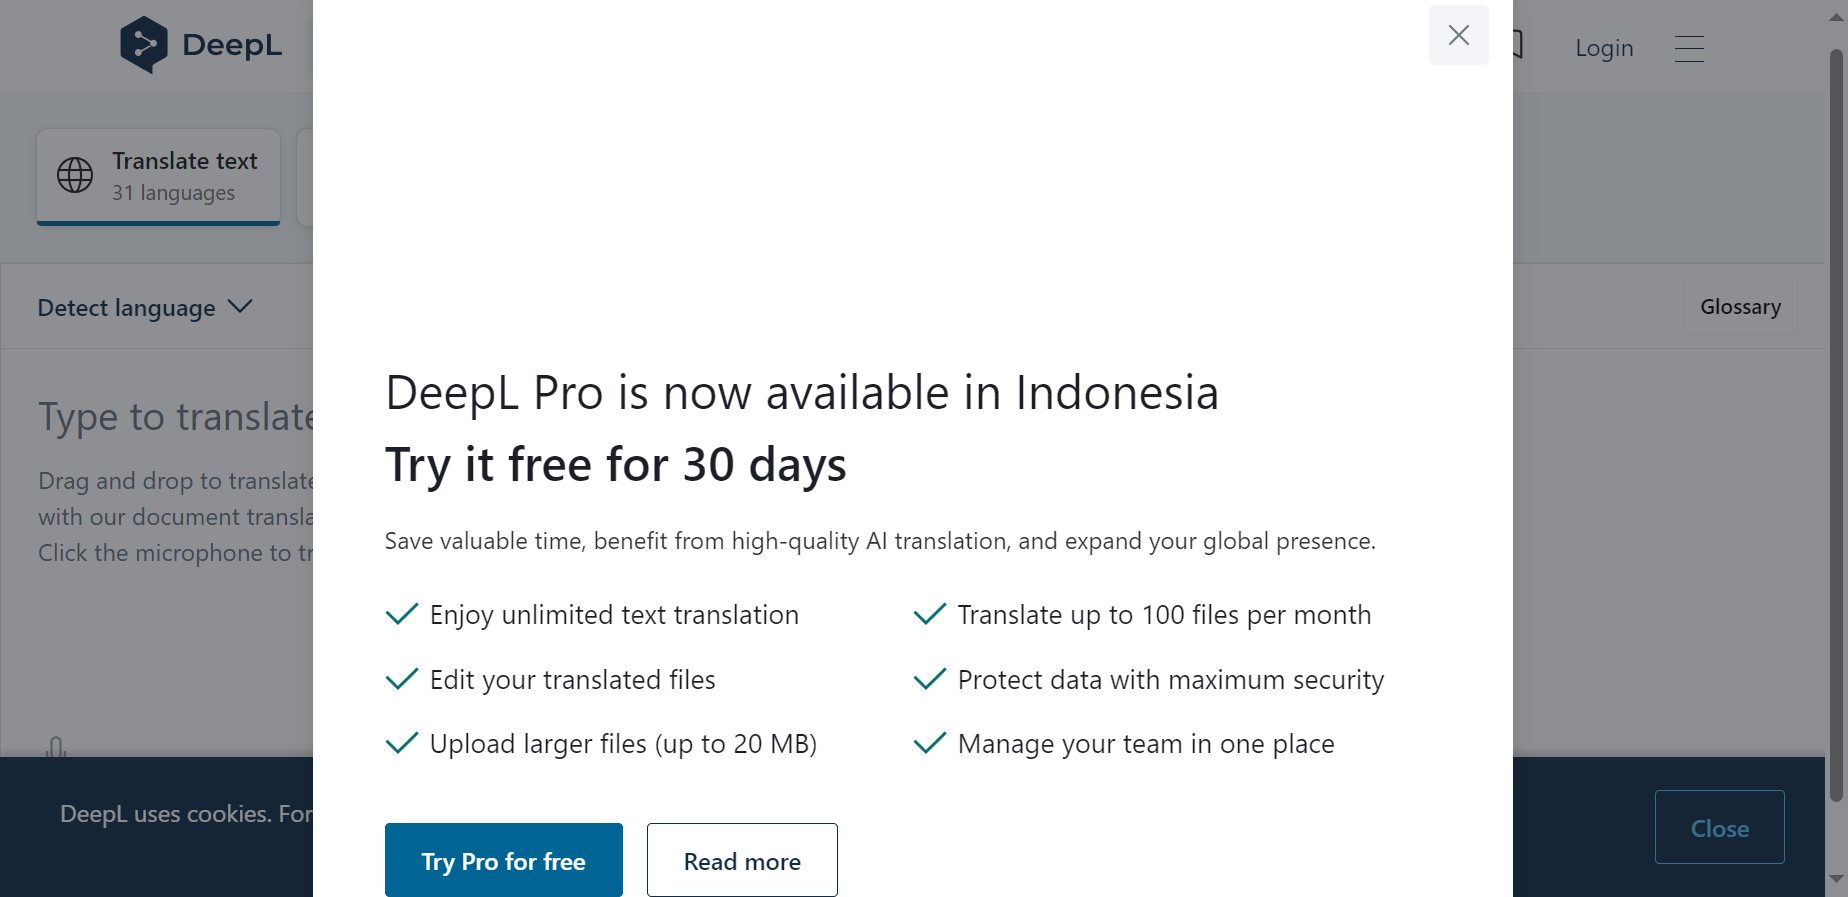 DeepL
Login
Translate text
31 languages
Detect language
Glossary
Type to translate
Drag and drop to translate
with our document
Click the microphone to
DeepL Pro is now available in Indonesia
Try it free for 30 days
Save valuable time, benefit from high-quality AI translation, and expand your global presence.
Enjoy unlimited text translation
Translate up to 100 files per month
Edit your translated files
Protect data with maximum security
Upload larger files (up to 20 MB)
Manage your team in one place
DeepL uses cookies. For
Close
Try Pro for free
Read more